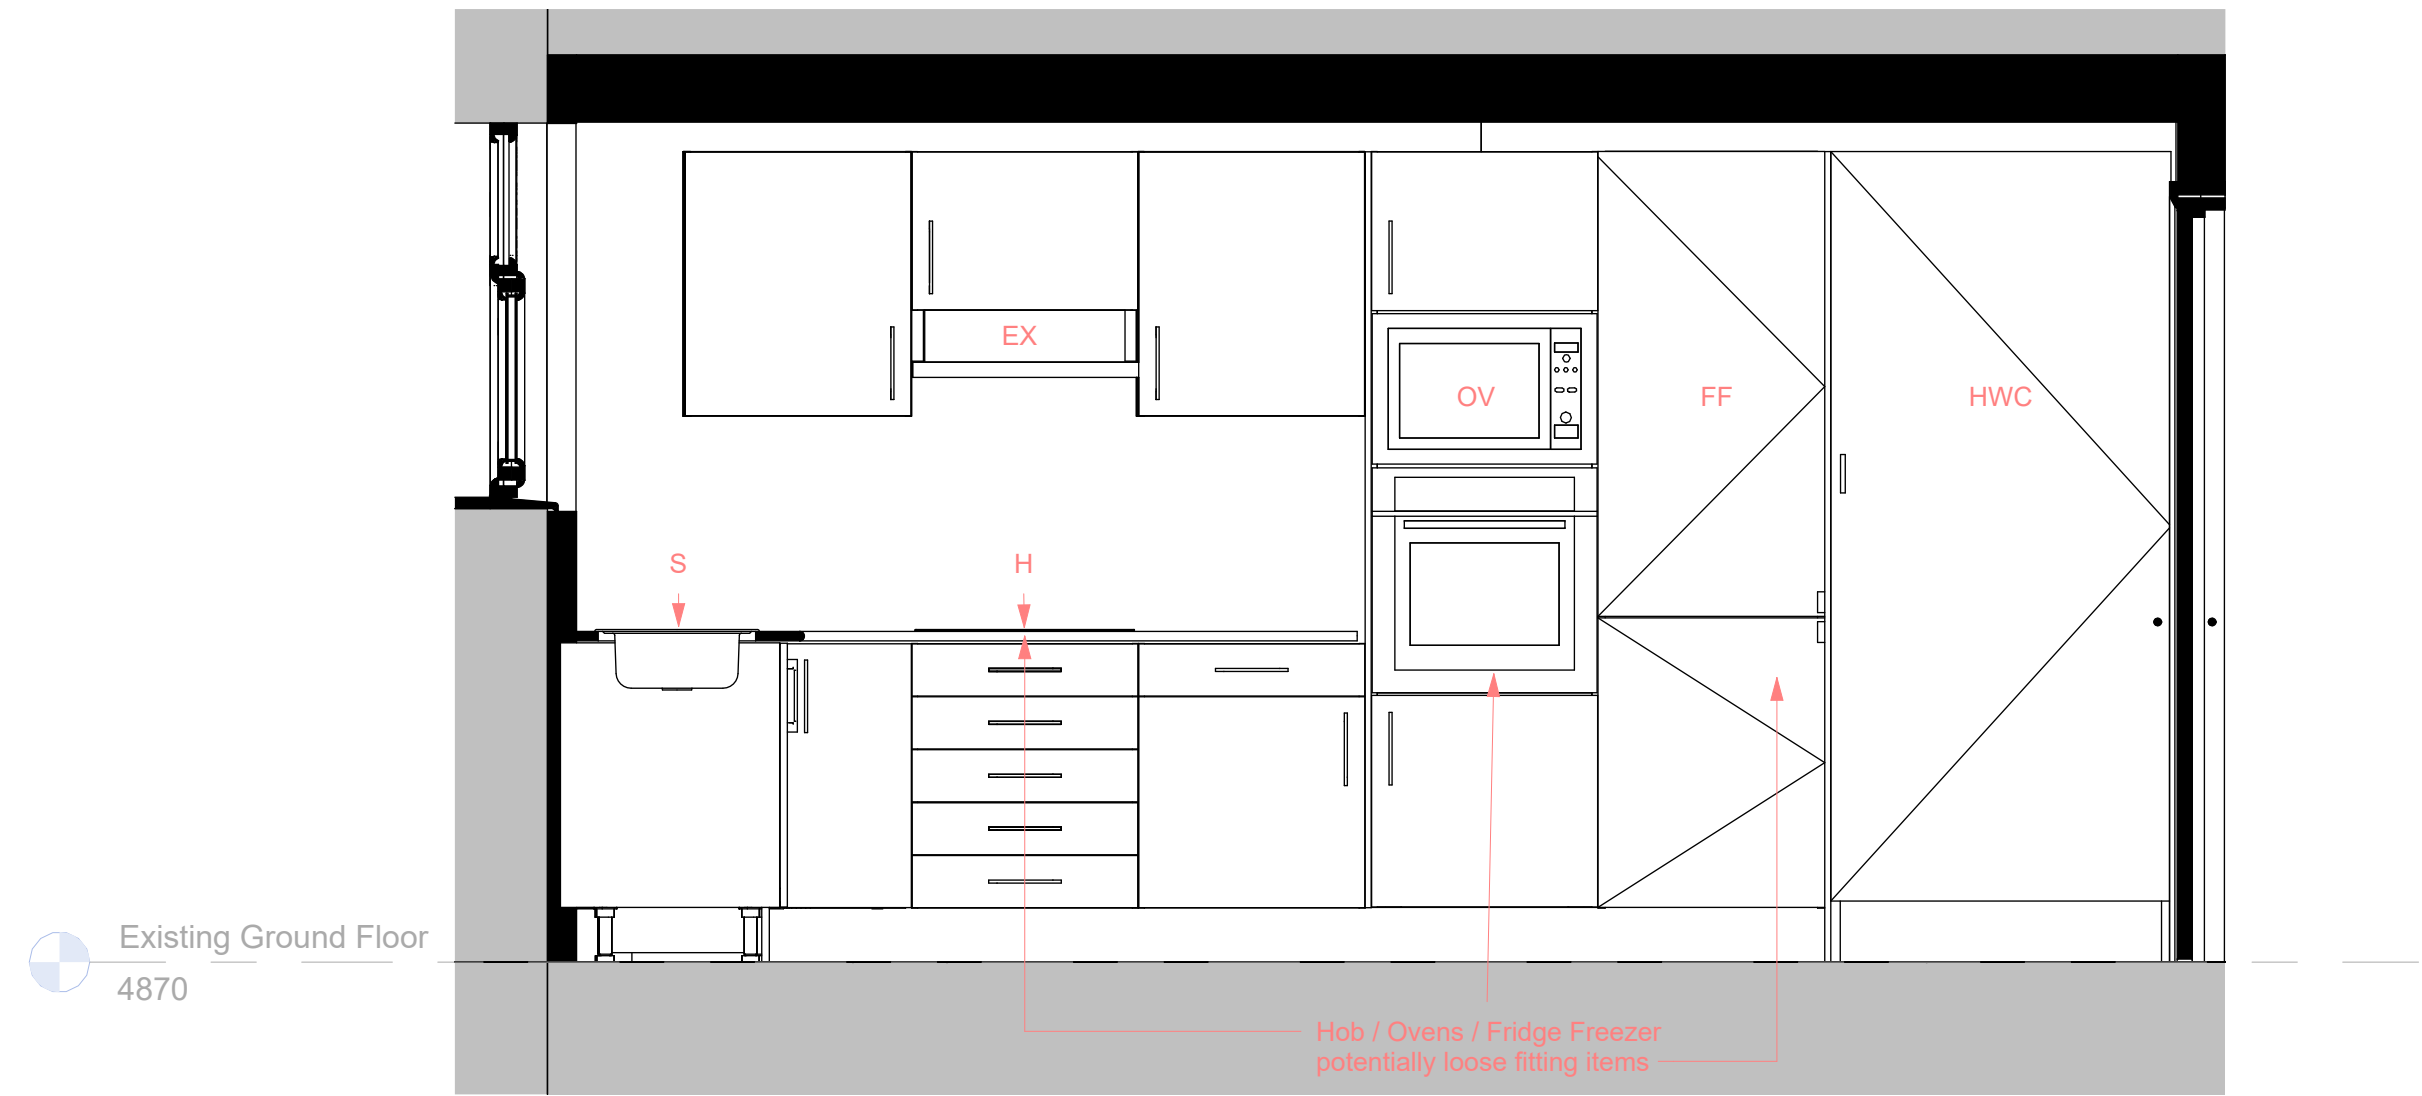 EX
OV
FF
HWC
S
H
Existing Ground Floor
4870
Hob / Ovens / Fridge Freezer
potentially loose fitting items